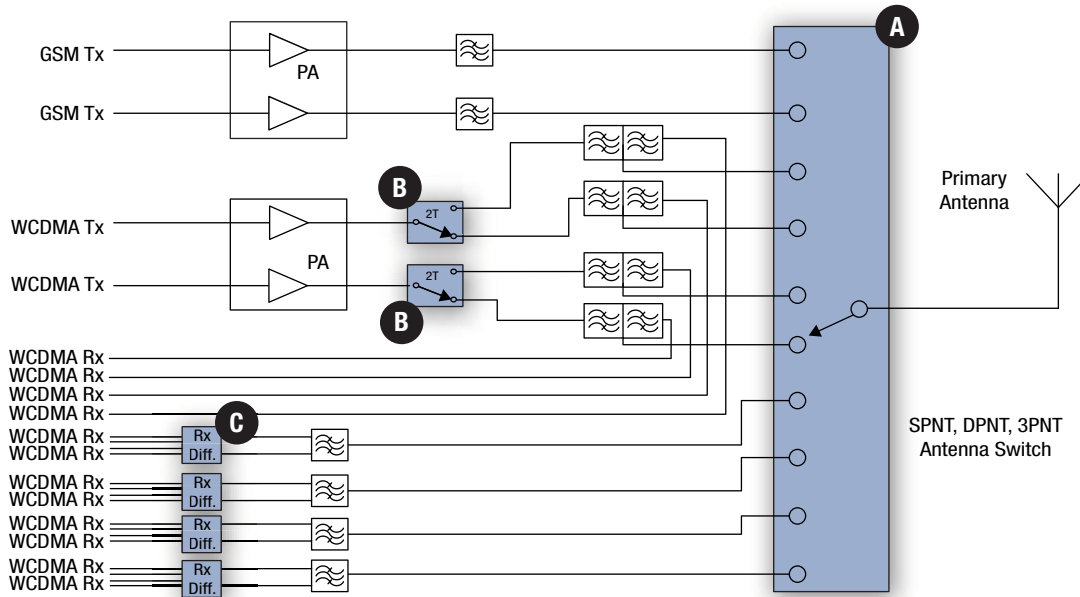 A
GSM Tx
PA
GSM Tx
B
2T
WCDMA Tx
Primary
Antenna
PA
2T
WCDMA Tx
B
WCDMA Rx
WCDMA Rx
WCDMA Rx
WCDMA Rx
C
WCDMA Rx
WCDMA Rx
Rx
Diff.
SPNT, DPNT, 3PNT
Antenna Switch
WCDMA Rx
WCDMA Rx
Rx
Diff.
WCDMA Rx
WCDMA Rx
Rx
Diff.
WCDMA Rx
WCDMA Rx
Rx
Diff.